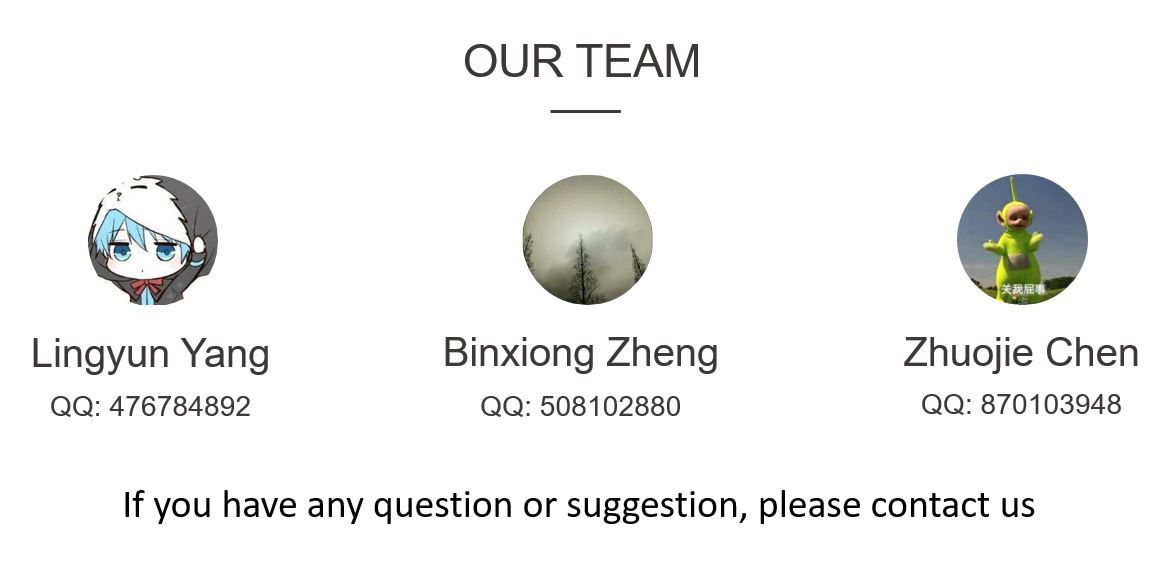 OUR TEAM
关我屁事
Lingyun Yang
Binxiong Zheng
Zhuojie Chen
QQ: 476784892
QQ: 508102880
QQ: 870103948
If you have any question or suggestion, please contact us